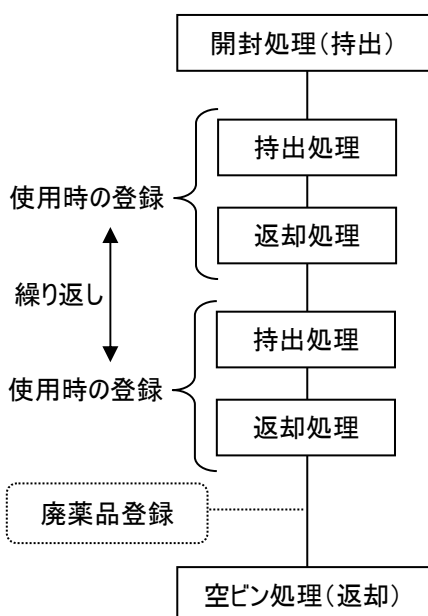 開封処理(持出)
持出処理
使用時の登録
返却処理
繰り返し
持出処理
使用時の登録
返却処理
廃薬品登録
空ビン処理(返却)